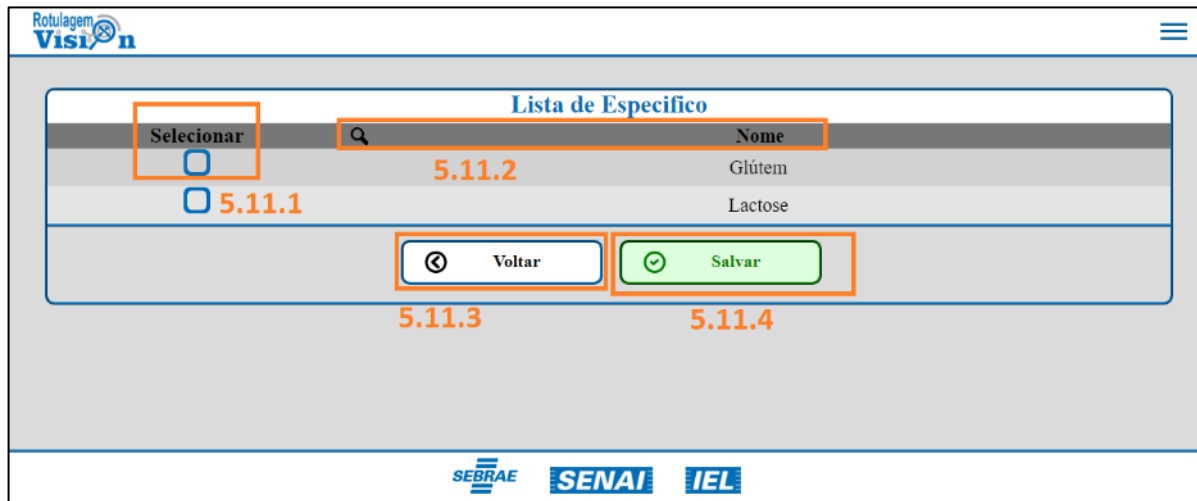 Rotulagem
Visi n
Lista de Especifico
Selecionar Nome
5.11.2 Glútem
5.11.1 Lactose
Voltar Salvar
5.11.3 5.11.4
SEBRAE SENAI IEL